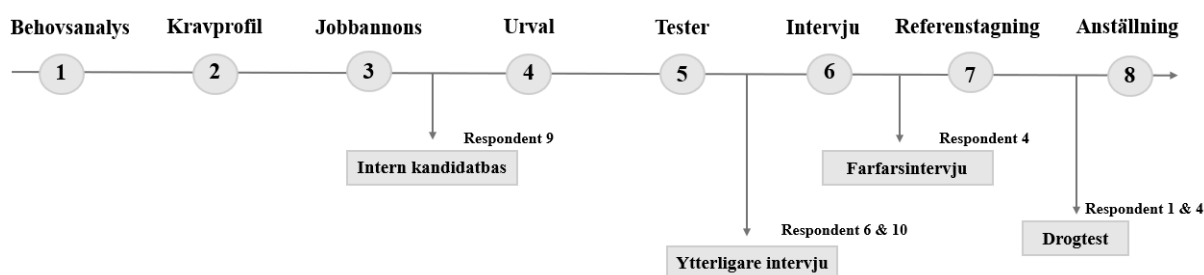 Behovsanalys
Kravprofil
Jobbannons
Urval
Tester
Intervju
Referenstagning
Anställning
1
2
3
4
5
6
7
8
Respondent 9
Intern kandidatbas
Respondent 4
Farfarsintervju
Respondent 6 & 10
Ytterligare intervju
Respondent 1 & 4
Drogtest